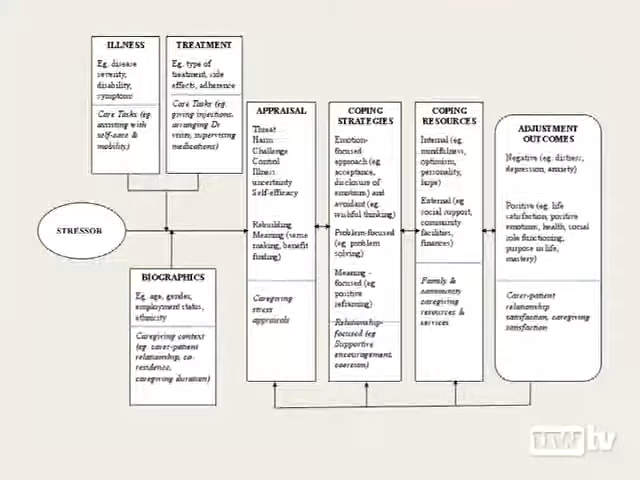 ILLNESS
Eg. disease
severity,
disability,
symptoms
Care Tasks (eg.
assisting with
self-care &
mobility)
TREATMENT
Eg. type of
treatment, side
effects, adherence
Care Tasks (eg.
giving injections,
arranging Dr
visits, supervising
medications)
STRESSOR
BIOGRAPHICS
Eg. age, gender,
employment status,
ethnicity
Caregiving context
(eg. carer-patient
relationship, co-
residence,
caregiving duration)
APPRAISAL
Threat
Harm
Challenge
Control
Illness
uncertainty
Self-efficacy
Rebuilding
Meaning (sense
making, benefit
finding)
Caregiving
stress
appraisals
COPING
STRATEGIES
Emotion-
focused
approach (eg
acceptance,
disclosure of
emotions) and
avoidant (eg.
wishful thinking)
Problem-focused
(eg problem
solving)
Meaning -
focused (eg
positive
reframing)
Relationship-
focused (eg
Supportive
encouragement,
coercion)
COPING
RESOURCES
Internal (eg.
mindfulness,
optimism,
personality,
hope)
External (eg
social support,
community
facilities,
finances)
Family &
community
caregiving
resources &
services
ADJUSTMENT
OUTCOMES
Negative (eg. distress,
depression, anxiety)
Positive (eg. life
satisfaction, positive
emotions, health, social
role functioning,
purpose in life,
mastery)
Carer-patient
relationship
satisfaction, caregiving
satisfaction
tv